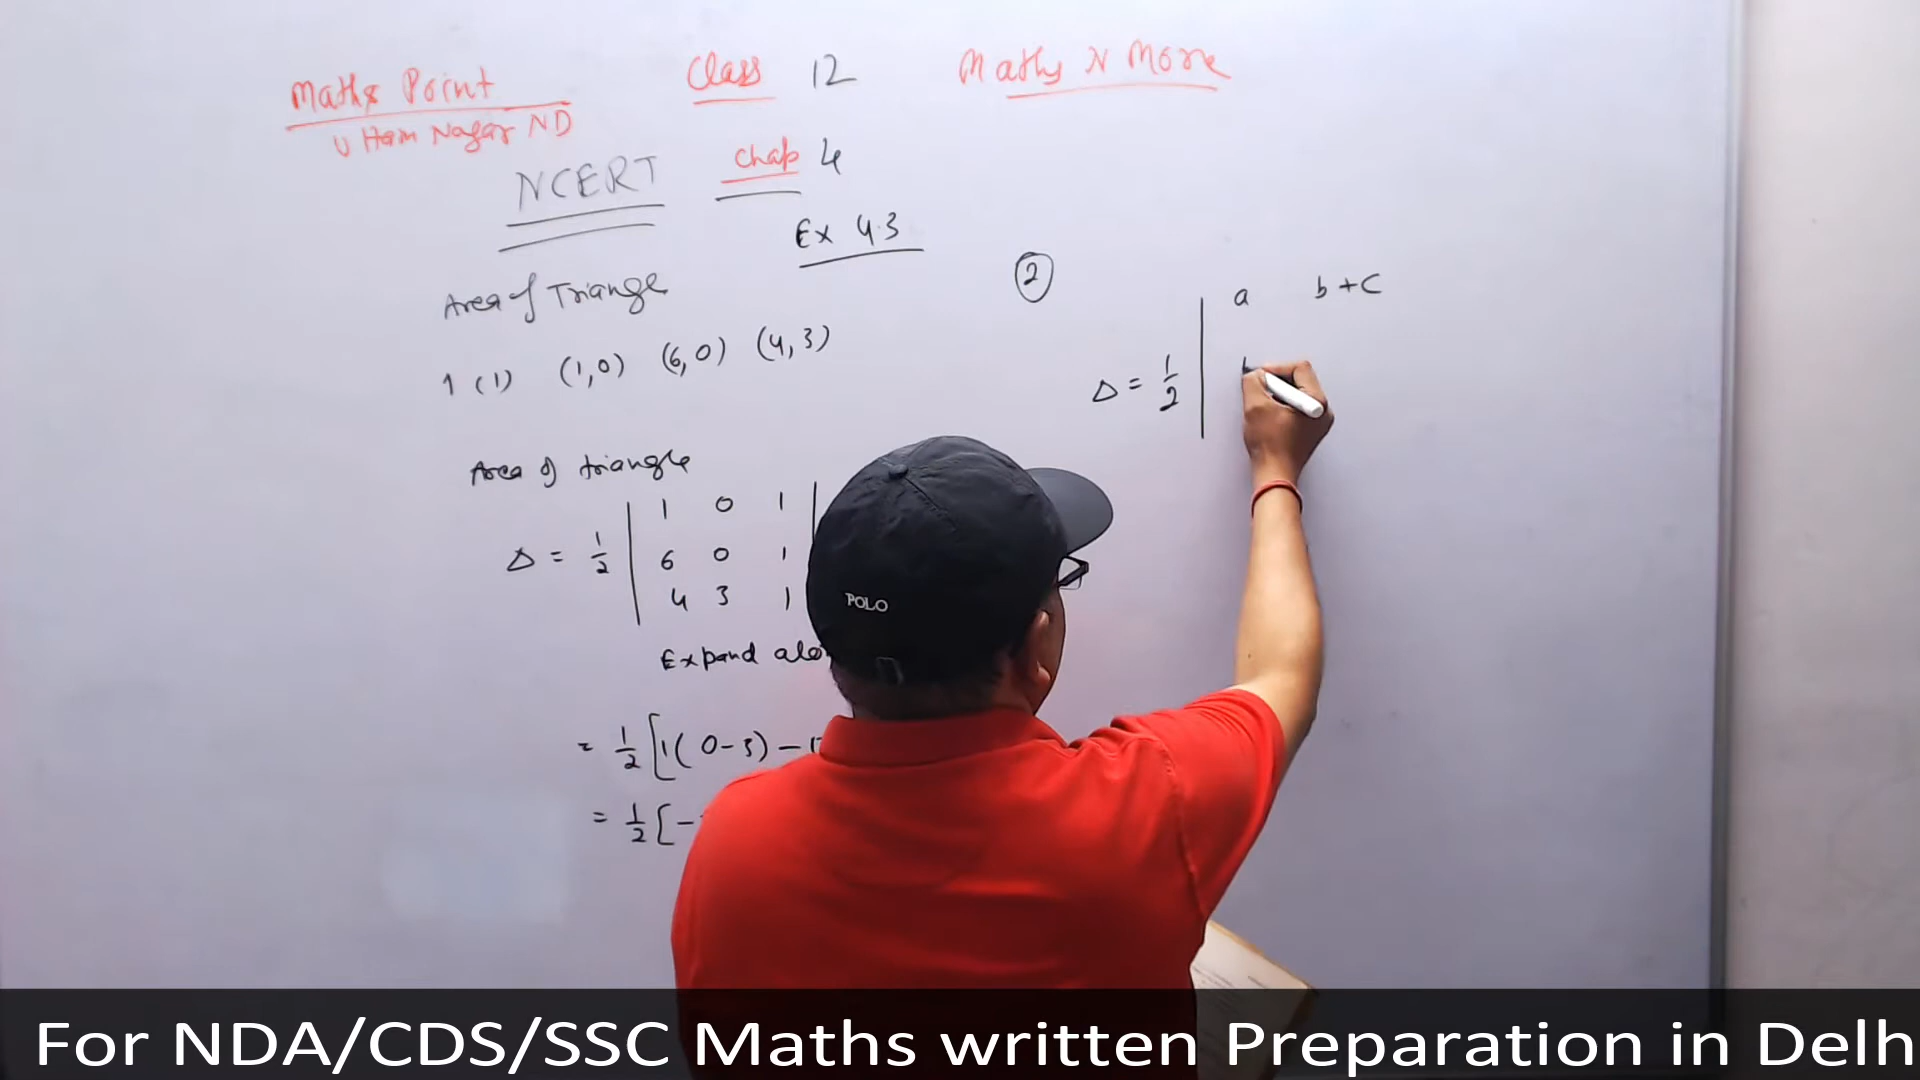 Maths Point
Uttam Nagar ND
Class 12
Maths N More
NCERT
Chap 4
Ex 4.3
Area of Triangle
1 (1) (1,0) (6,0) (4,3)
Area of triangle
Δ = 1/2 | 1 0 1 |
6 0 1
4 3 1
Expand
= 1/2 [1(0-3) -
= 1/2 [-
2
a b+c
Δ = 1/2 |
POLO
For NDA/CDS/SSC Maths written Preparation in Delh